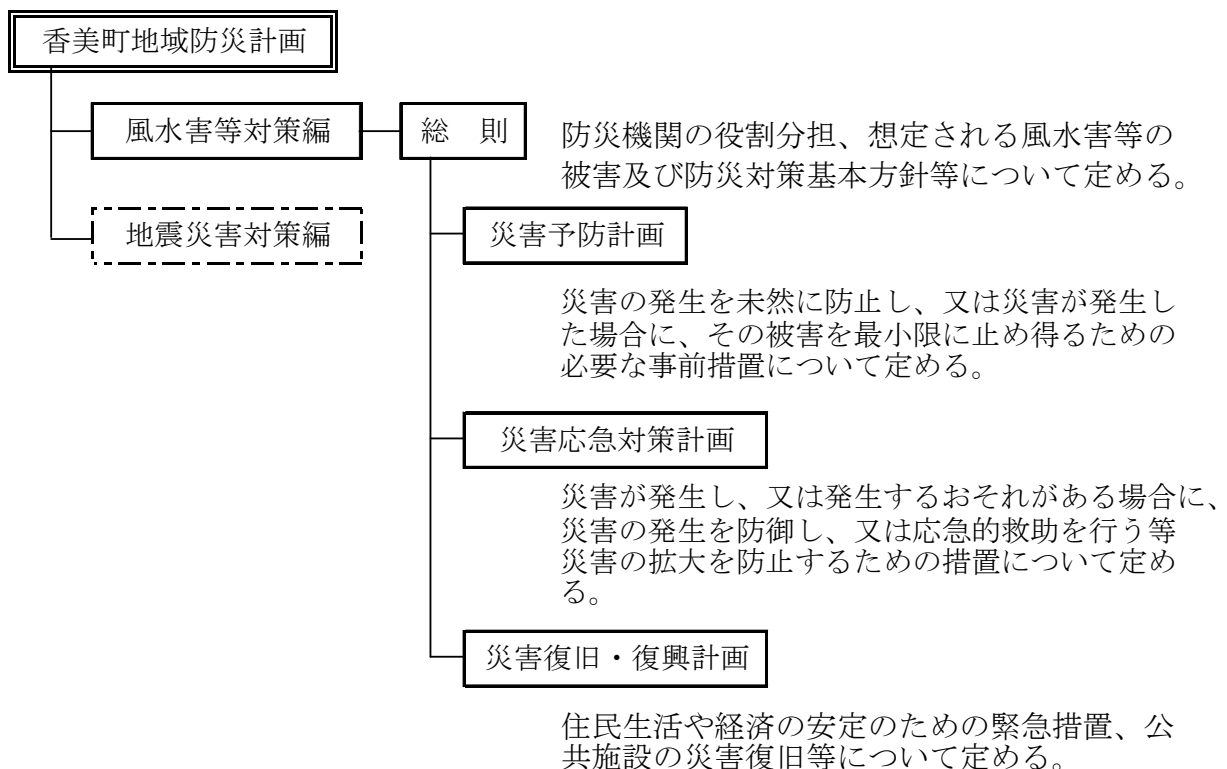 香美町地域防災計画
風水害等対策編
総　則
防災機関の役割分担、想定される風水害等の
被害及び防災対策基本方針等について定める。
地震災害対策編
災害予防計画
災害の発生を未然に防止し、又は災害が発生し
た場合に、その被害を最小限に止め得るための
必要な事前措置について定める。
災害応急対策計画
災害が発生し、又は発生するおそれがある場合に、
災害の発生を防御し、又は応急的救助を行う等
災害の拡大を防止するための措置について定め
る。
災害復旧・復興計画
住民生活や経済の安定のための緊急措置、公
共施設の災害復旧等について定める。